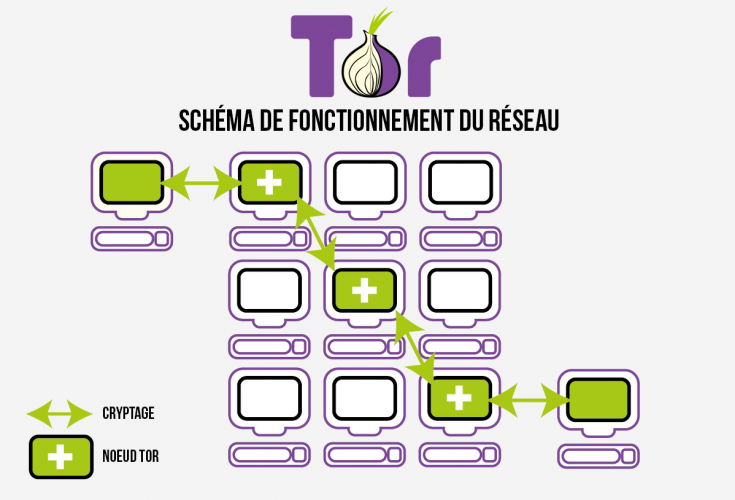 Tor
SCHÉMA DE FONCTIONNEMENT DU RÉSEAU
CRYPTAGE
NOEUD TOR